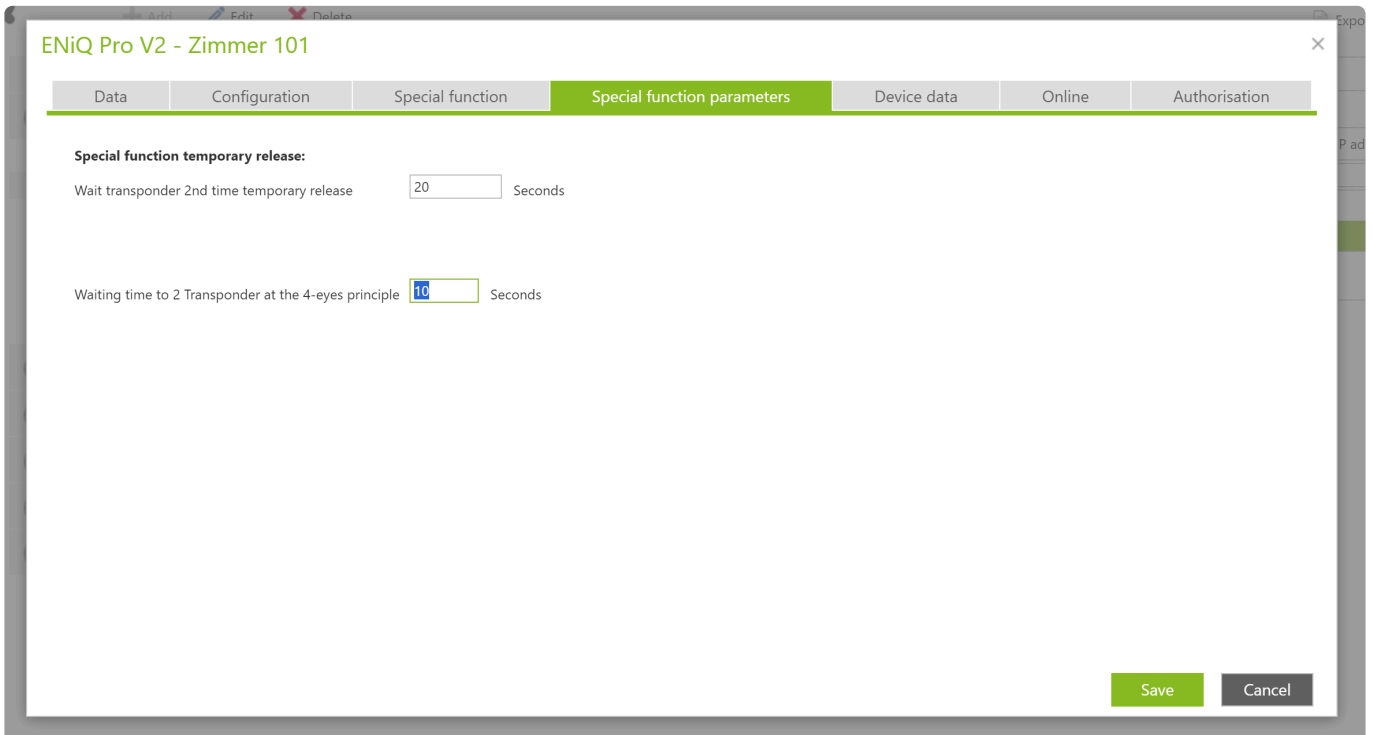 Add Edit Delete
Expo
ENiQ Pro V2 - Zimmer 101
Data Configuration Special function Special function parameters Device data Online Authorisation
P ad
Special function temporary release:
Wait transponder 2nd time temporary release 20 Seconds
Waiting time to 2 Transponder at the 4-eyes principle 10 Seconds
Save Cancel